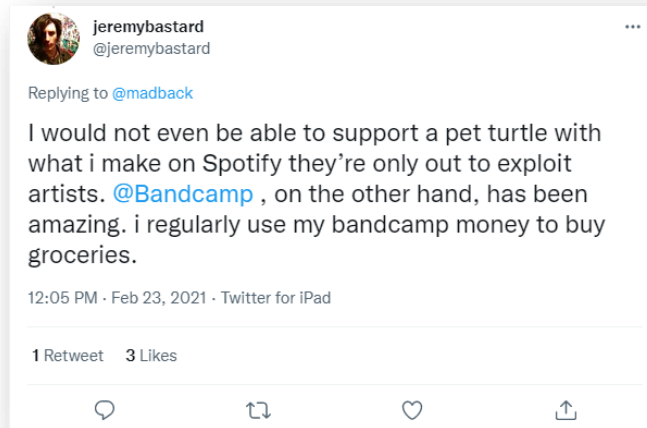 jeremybastard
@jeremybastard
Replying to @madback
I would not even be able to support a pet turtle with
what i make on Spotify they’re only out to exploit
artists. @Bandcamp , on the other hand, has been
amazing. i regularly use my bandcamp money to buy
groceries.
12:05 PM · Feb 23, 2021 · Twitter for iPad
1 Retweet 3 Likes